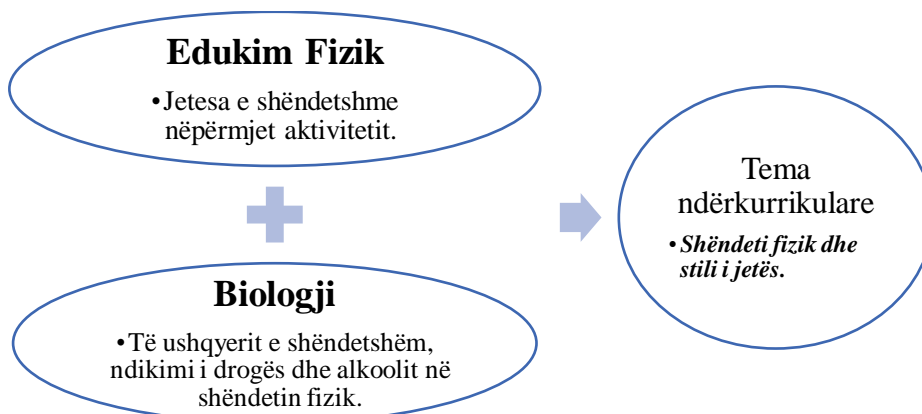 Edukim Fizik
•Jetesa e shëndetshme
nëpërmjet aktivitetit.
Biologji
•Të ushqyerit e shëndetshëm,
ndikimi i drogës dhe alkoolit në
shëndetin fizik.
Tema
ndërkurrikulare
•Shëndeti fizik dhe
stili i jetës.